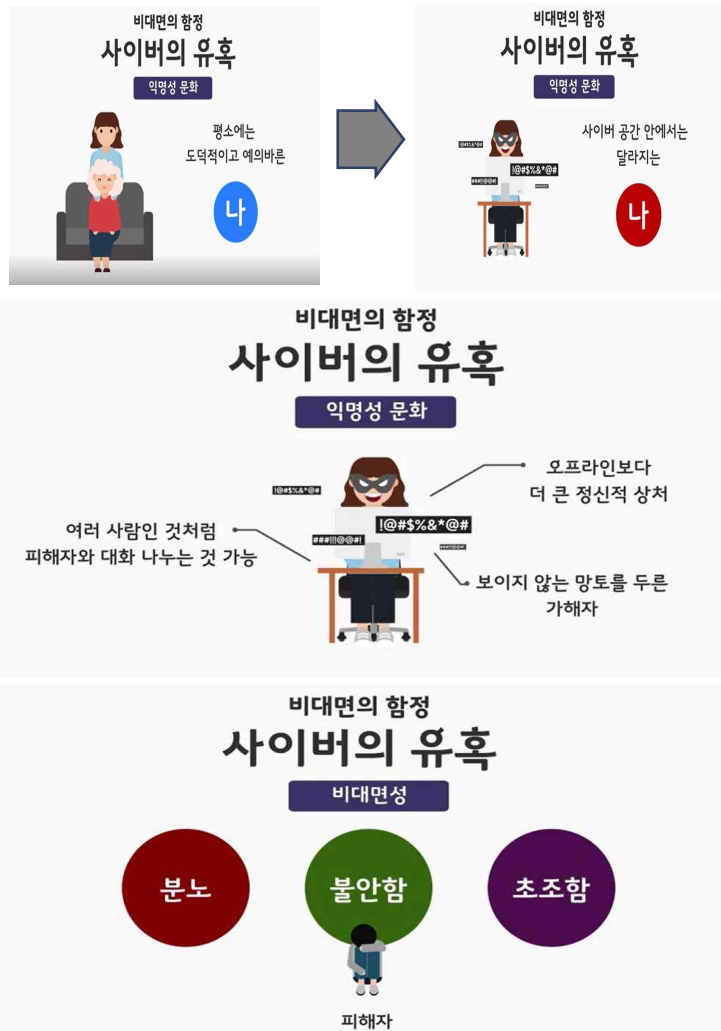 비대면의 함정
사이버의 유혹
익명성 문화
평소에는
도덕적이고 예의바른
나
비대면의 함정
사이버의 유혹
익명성 문화
사이버 공간 안에서는
달라지는
!@#$%&*@#
!@#$%&*@#
###!!!@@#!
나
비대면의 함정
사이버의 유혹
익명성 문화
오프라인보다
더 큰 정신적 상처
!@#$%&*@#
!@#$%&*@#
###!!!@@#!
###!!!@@#!
여러 사람인 것처럼
피해자와 대화 나누는 것 가능
보이지 않는 망토를 두른
가해자
비대면의 함정
사이버의 유혹
비대면성
분노
불안함
초조함
피해자